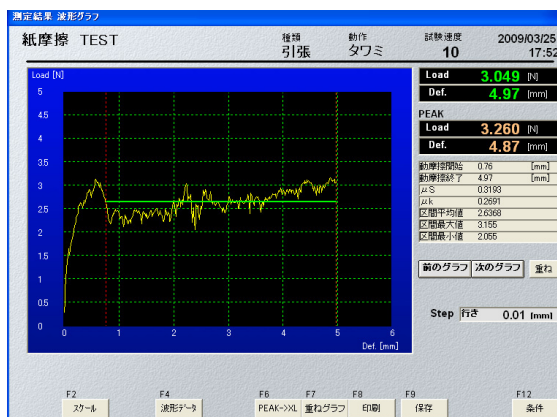 測定結果 波形グラフ
紙摩擦 TEST
種類
引張
動作
タワミ
試験速度
10
2009/03/25
17:52
Load [N]
5
4.5
4
3.5
3
2.5
2
1.5
1
0.5
0
0 1 2 3 4 5 6
Def. [mm]
Load 3.049 [N]
Def. 4.97 [mm]
PEAK
Load 3.260 [N]
Def. 4.87 [mm]
動摩擦開始 0.76 [mm]
動摩擦終了 4.97 [mm]
μS 0.3193
μk 0.2691
区間平均値 2.6368
区間最大値 3.155
区間最小値 2.055
前のグラフ 次のグラフ 重ね
Step 行き 0.01 [mm]
F2 F4 F6 F7 F8 F9 F12
スケール 波形データ PEAK->XL 重ねグラフ 印刷 保存 条件